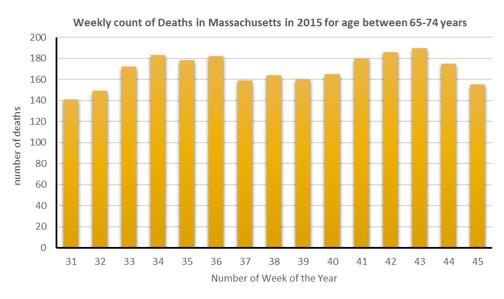 Weekly count of Deaths in Massachusetts in 2015 for age between 65-74 years
200
180
160
140
120
100
80
60
40
20
0
number of deaths
31 32 33 34 35 36 37 38 39 40 41 42 43 44 45
Number of Week of the Year